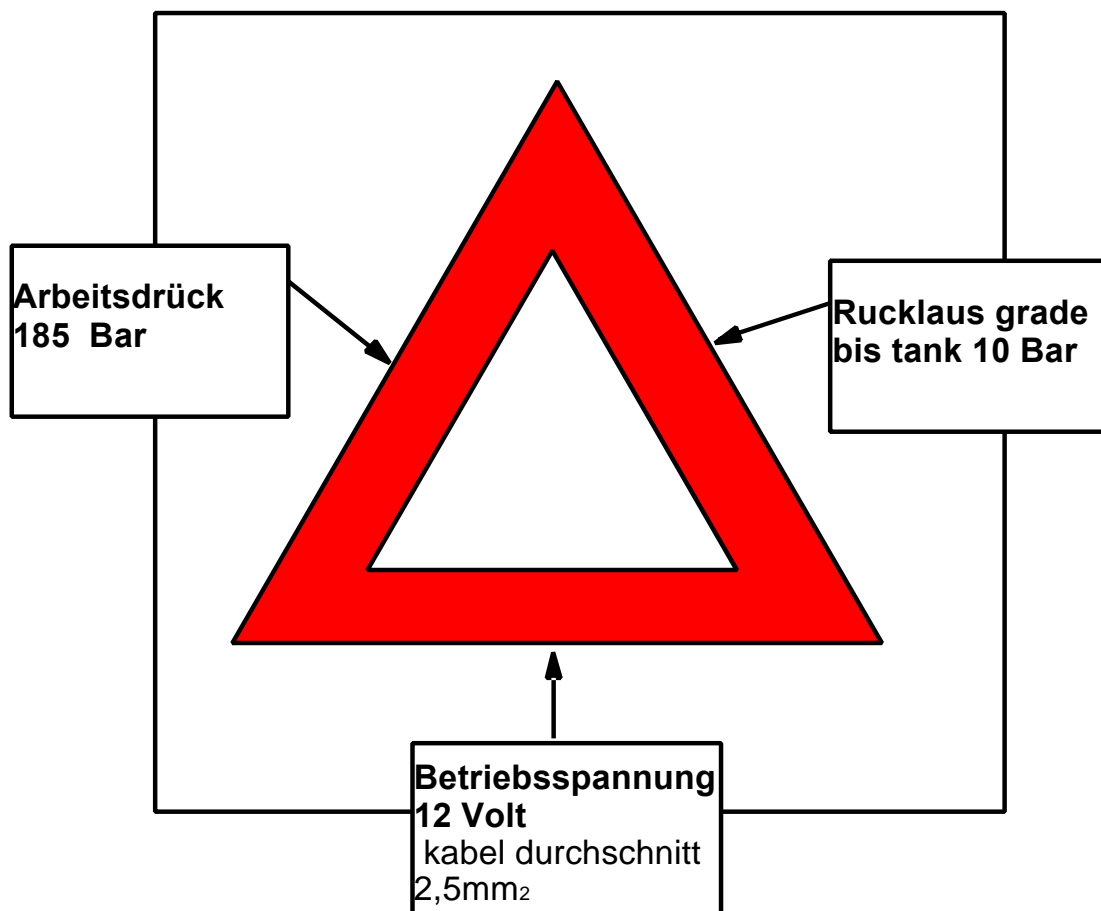 Arbeitsdrück
185  Bar
Rucklaus grade
bis tank 10 Bar
Betriebsspannung
12 Volt
kabel durchschnitt
2,5mm₂